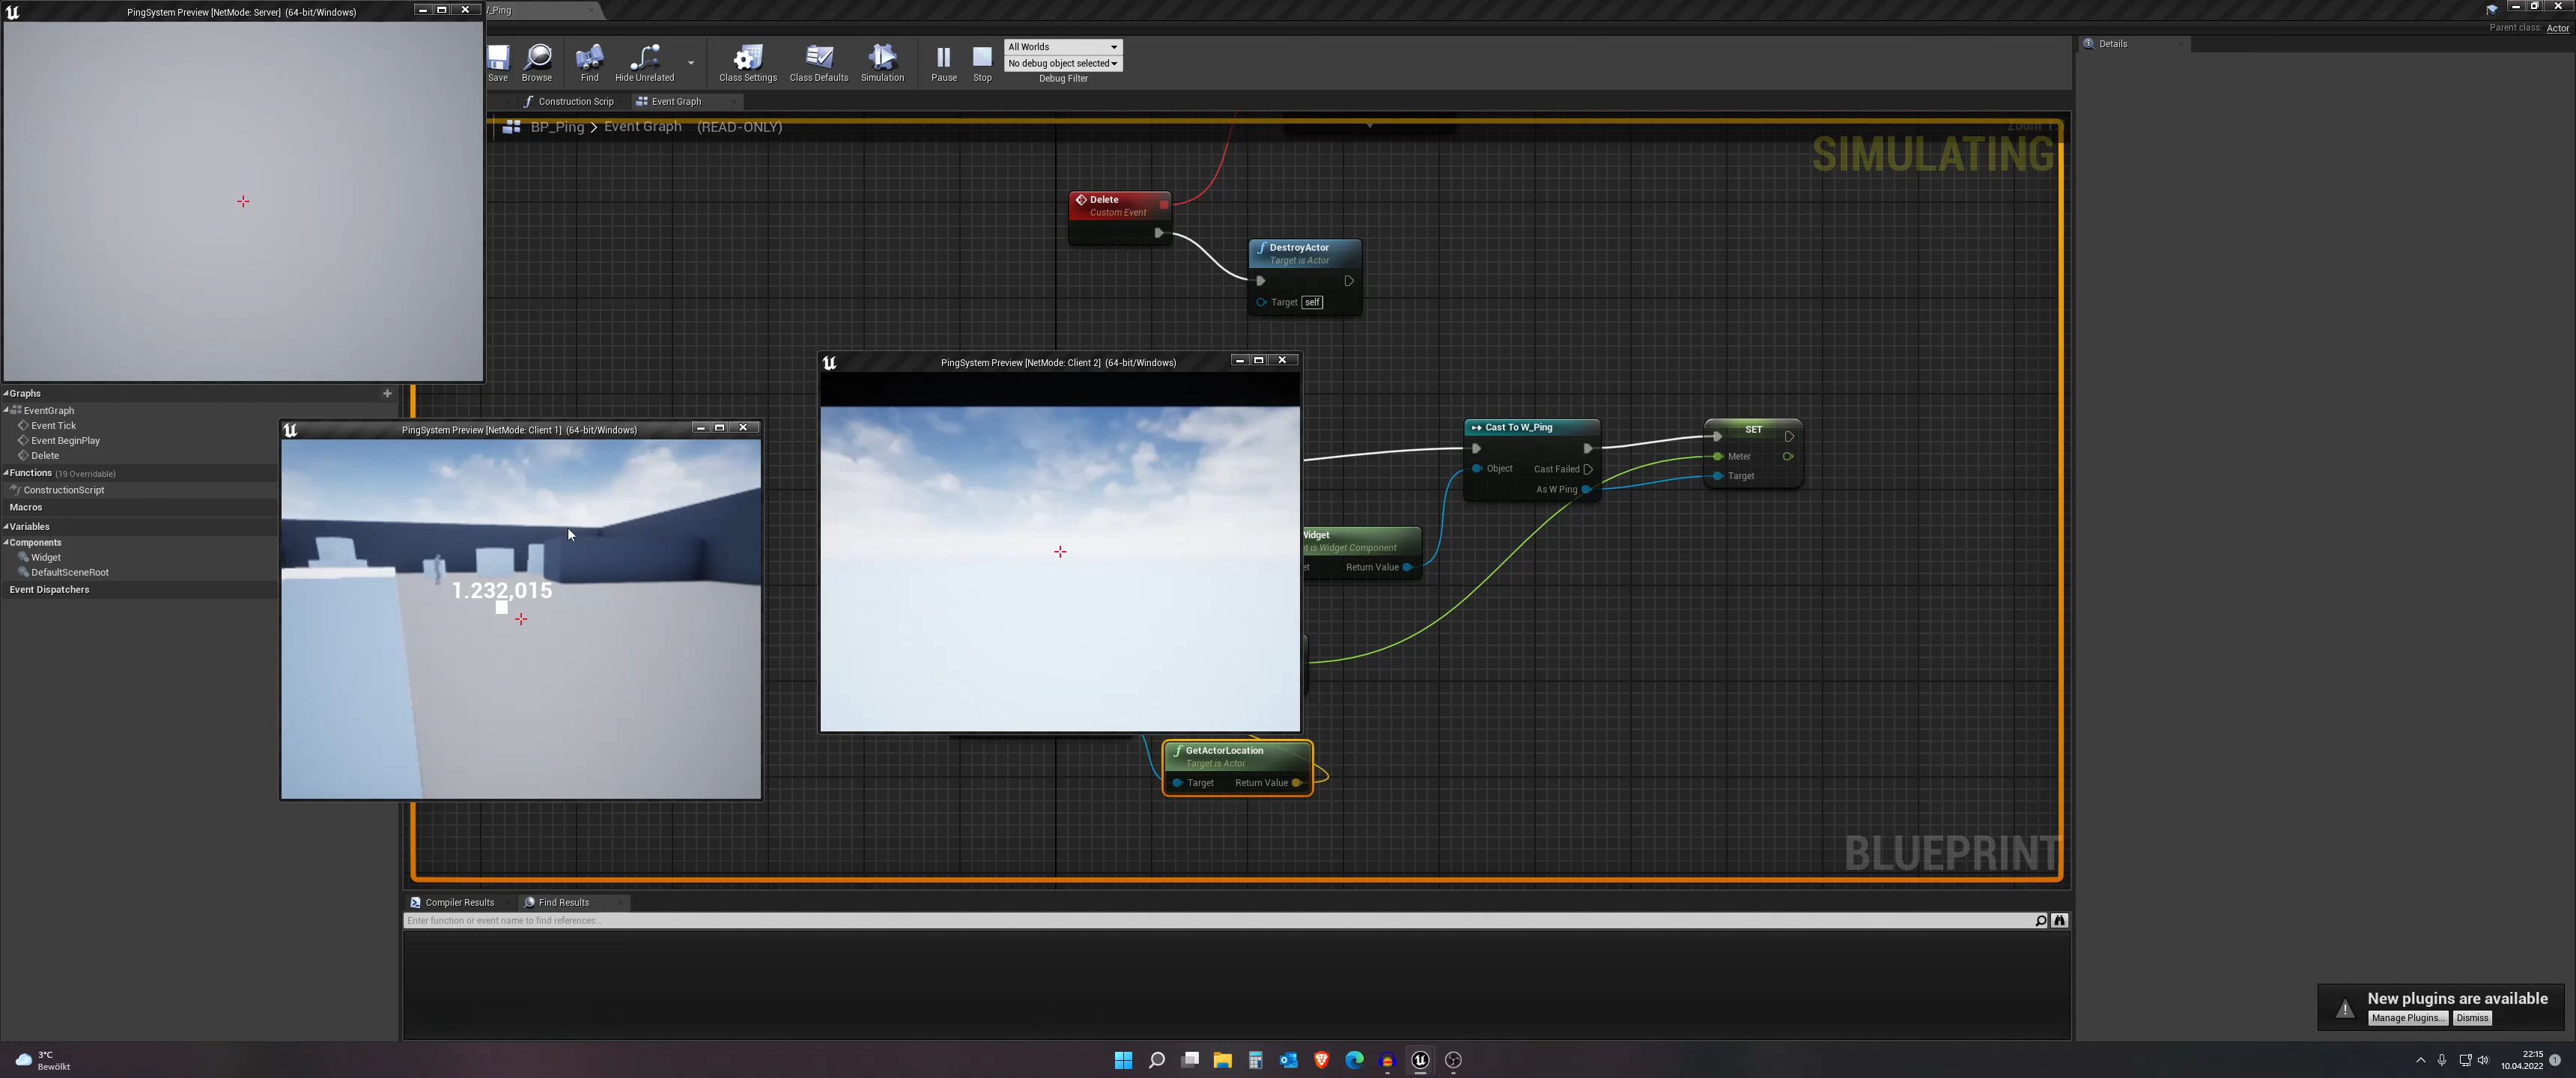 PingSystem Preview [NetMode: Server] (64-bit/Windows)
_Ping
Parent class: Actor
Save
Browse
Find
Hide Unrelated
Class Settings
Class Defaults
Simulation
Pause
Stop
All Worlds
No debug object selected
Debug Filter
Details
Construction Scrip
Event Graph
BP_Ping > Event Graph (READ-ONLY)
SIMULATING
Delete
Custom Event
DestroyActor
Target is Actor
Target self
Graphs
EventGraph
Event Tick
Event BeginPlay
Delete
Functions (19 Overridable)
ConstructionScript
Macros
Variables
Components
Widget
DefaultSceneRoot
Event Dispatchers
PingSystem Preview [NetMode: Client 1] (64-bit/Windows)
1.232,015
PingSystem Preview [NetMode: Client 2] (64-bit/Windows)
Cast To W_Ping
Object
Cast Failed
As W Ping
SET
Meter
Target
Widget
is Widget Component
Return Value
GetActorLocation
Target is Actor
Target
Return Value
BLUEPRINT
Compiler Results
Find Results
Enter function or event name to find references...
New plugins are available
Manage Plugins...
Dismiss
3°C
Bewölkt
22:15
10.04.2022
1